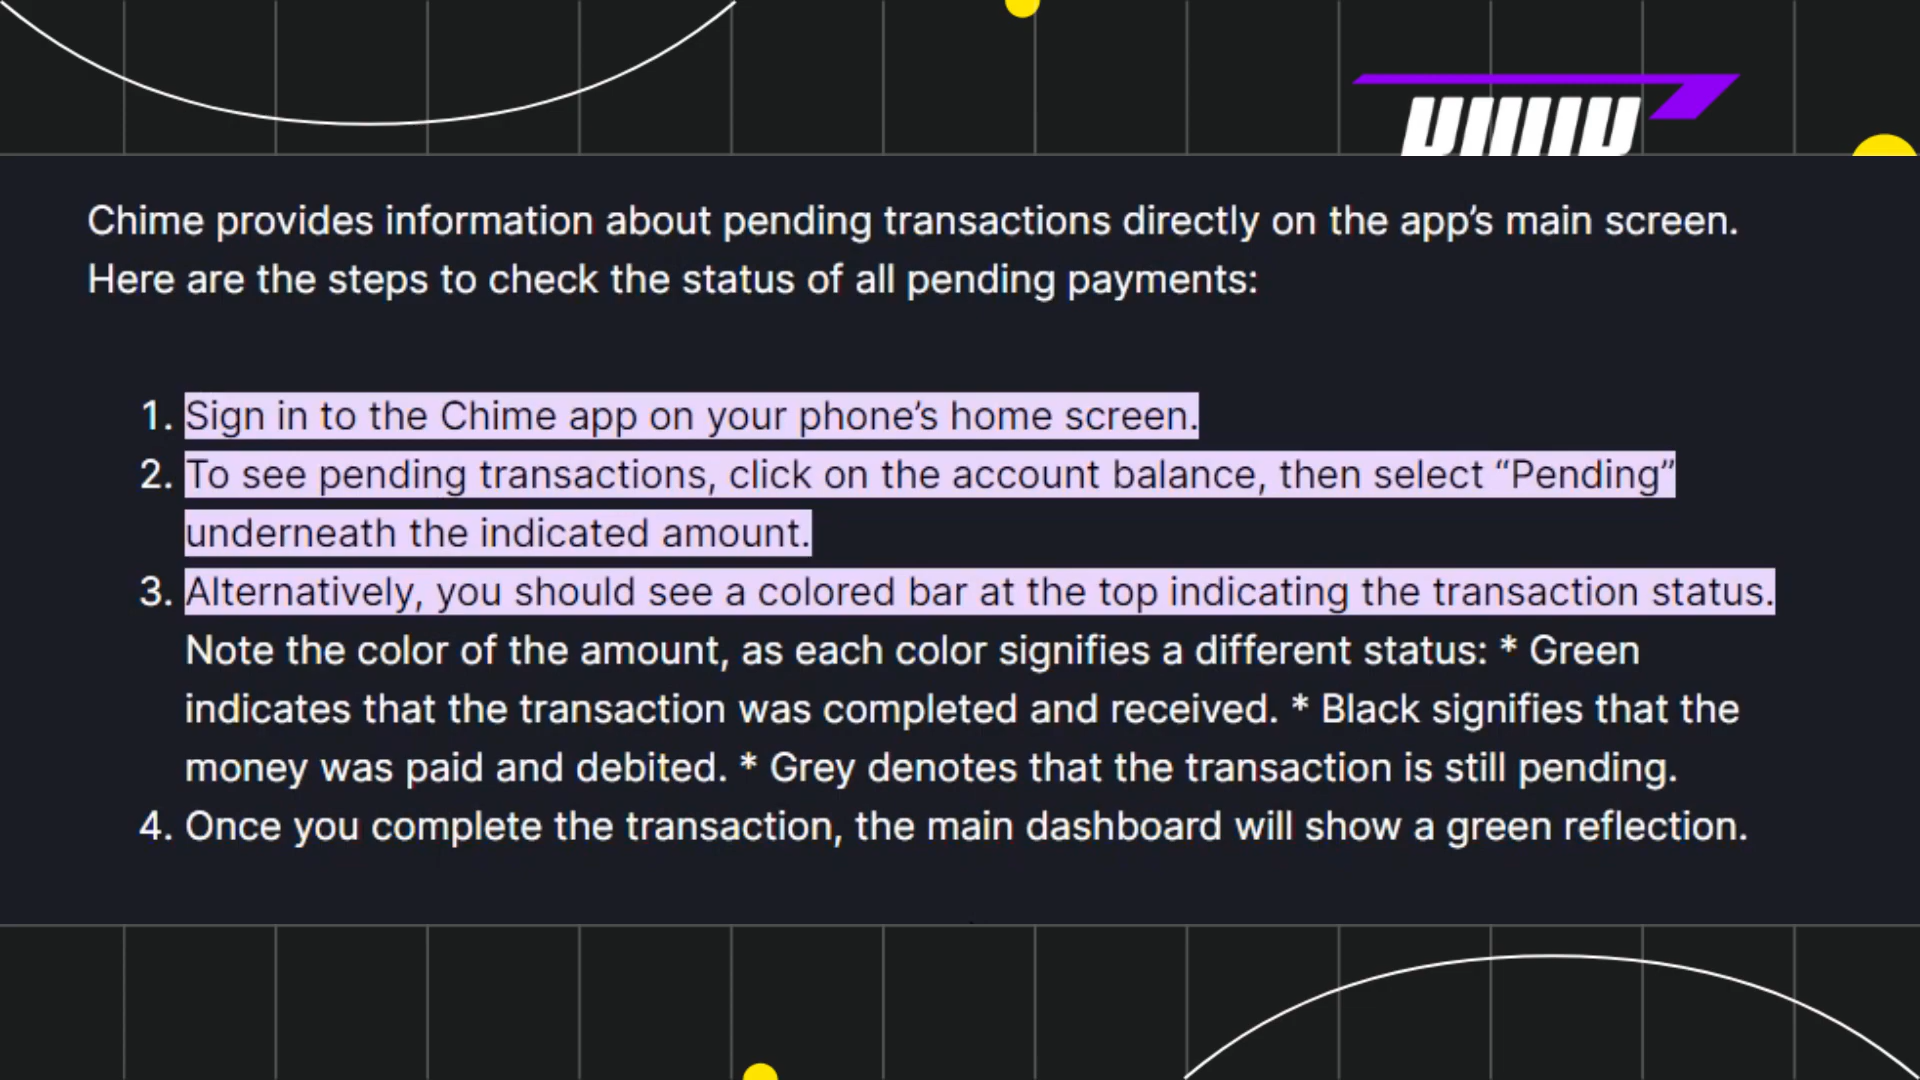 Chime provides information about pending transactions directly on the app’s main screen.
Here are the steps to check the status of all pending payments:
1. Sign in to the Chime app on your phone’s home screen.
2. To see pending transactions, click on the account balance, then select “Pending”
underneath the indicated amount.
3. Alternatively, you should see a colored bar at the top indicating the transaction status.
Note the color of the amount, as each color signifies a different status: * Green
indicates that the transaction was completed and received. * Black signifies that the
money was paid and debited. * Grey denotes that the transaction is still pending.
4. Once you complete the transaction, the main dashboard will show a green reflection.